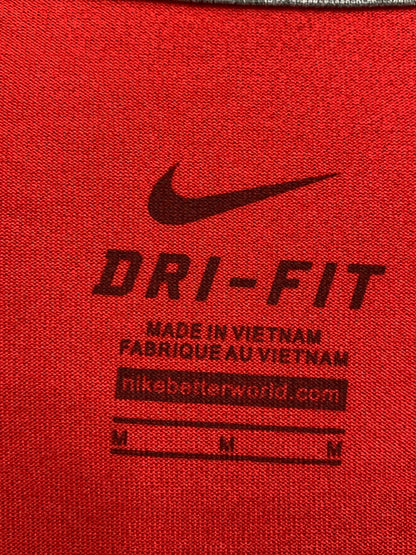 DRI-FIT
MADE IN VIETNAM
FABRIQUE AU VIETNAM
nikebetterworld.com
M M M